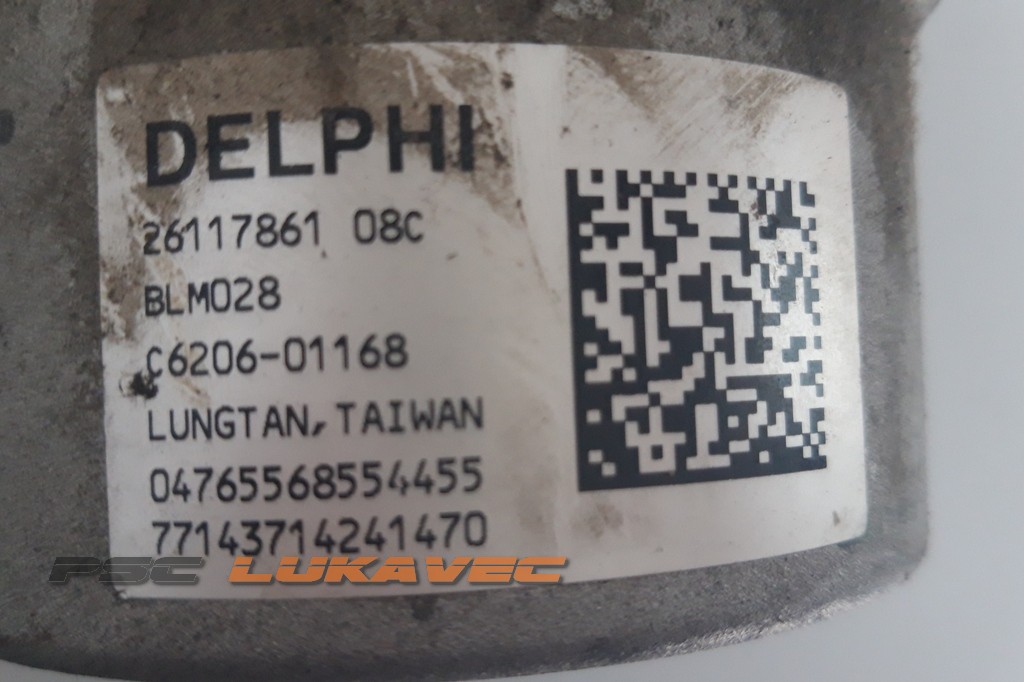 DELPHI
26117861 08C
BLM028
C6206-01168
LUNGTAN, TAIWAN
04765568554455
77143714241470
PSC LUKAVEC